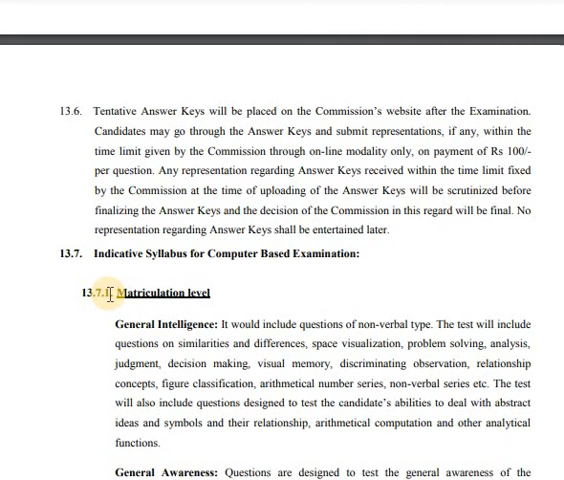 13.6. Tentative Answer Keys will be placed on the Commission's website after the Examination.
Candidates may go through the Answer Keys and submit representations, if any, within the
time limit given by the Commission through on-line modality only, on payment of Rs 100/-
per question. Any representation regarding Answer Keys received within the time limit fixed
by the Commission at the time of uploading of the Answer Keys will be scrutinized before
finalizing the Answer Keys and the decision of the Commission in this regard will be final. No
representation regarding Answer Keys shall be entertained later.
13.7. Indicative Syllabus for Computer Based Examination:
13.7.1 Matriculation level
General Intelligence: It would include questions of non-verbal type. The test will include
questions on similarities and differences, space visualization, problem solving, analysis,
judgment, decision making, visual memory, discriminating observation, relationship
concepts, figure classification, arithmetical number series, non-verbal series etc. The test
will also include questions designed to test the candidate's abilities to deal with abstract
ideas and symbols and their relationship, arithmetical computation and other analytical
functions.
General Awareness: Questions are designed to test the general awareness of the